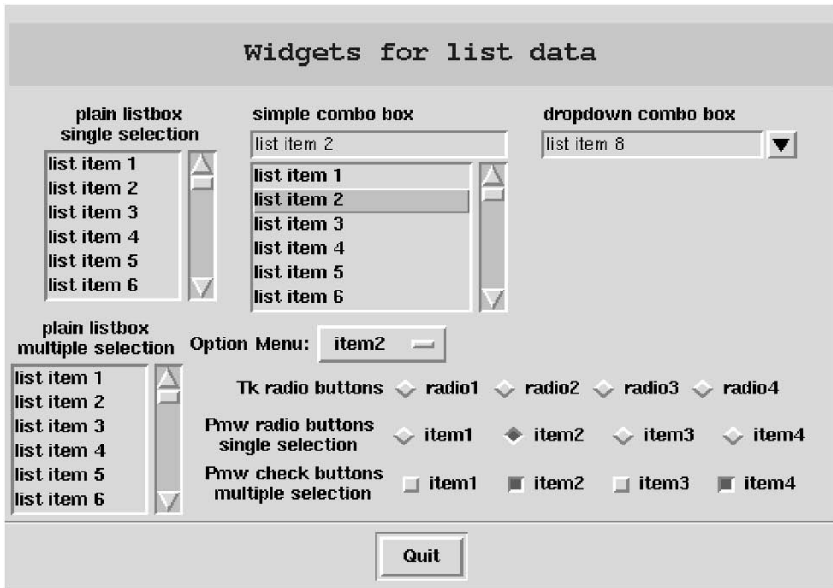 Widgets for list data
plain listbox
single selection
list item 1
list item 2
list item 3
list item 4
list item 5
list item 6
simple combo box
list item 2
list item 1
list item 2
list item 3
list item 4
list item 5
list item 6
dropdown combo box
list item 8
plain listbox
multiple selection
list item 1
list item 2
list item 3
list item 4
list item 5
list item 6
Option Menu: item2
Tk radio buttons radio1 radio2 radio3 radio4
Pmw radio buttons
single selection
item1 item2 item3 item4
Pmw check buttons
multiple selection
item1 item2 item3 item4
Quit